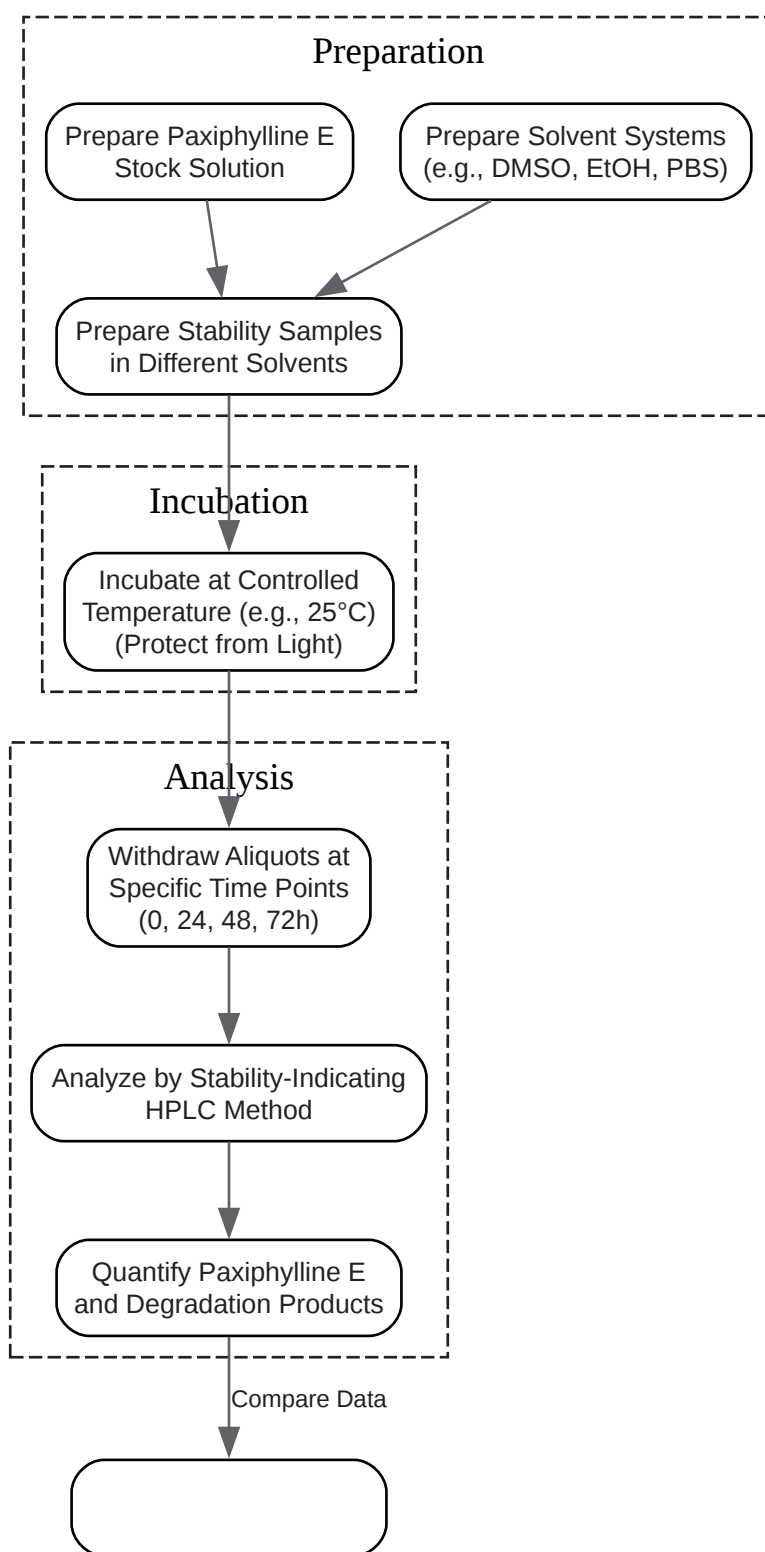 Preparation
Prepare Paxiphylline E
Stock Solution
Prepare Solvent Systems
(e.g., DMSO, EtOH, PBS)
Prepare Stability Samples
in Different Solvents
Incubation
Incubate at Controlled
Temperature (e.g., 25°C)
(Protect from Light)
Analysis
Withdraw Aliquots at
Specific Time Points
(0, 24, 48, 72h)
Analyze by Stability-Indicating
HPLC Method
Quantify Paxiphylline E
and Degradation Products
Compare Data